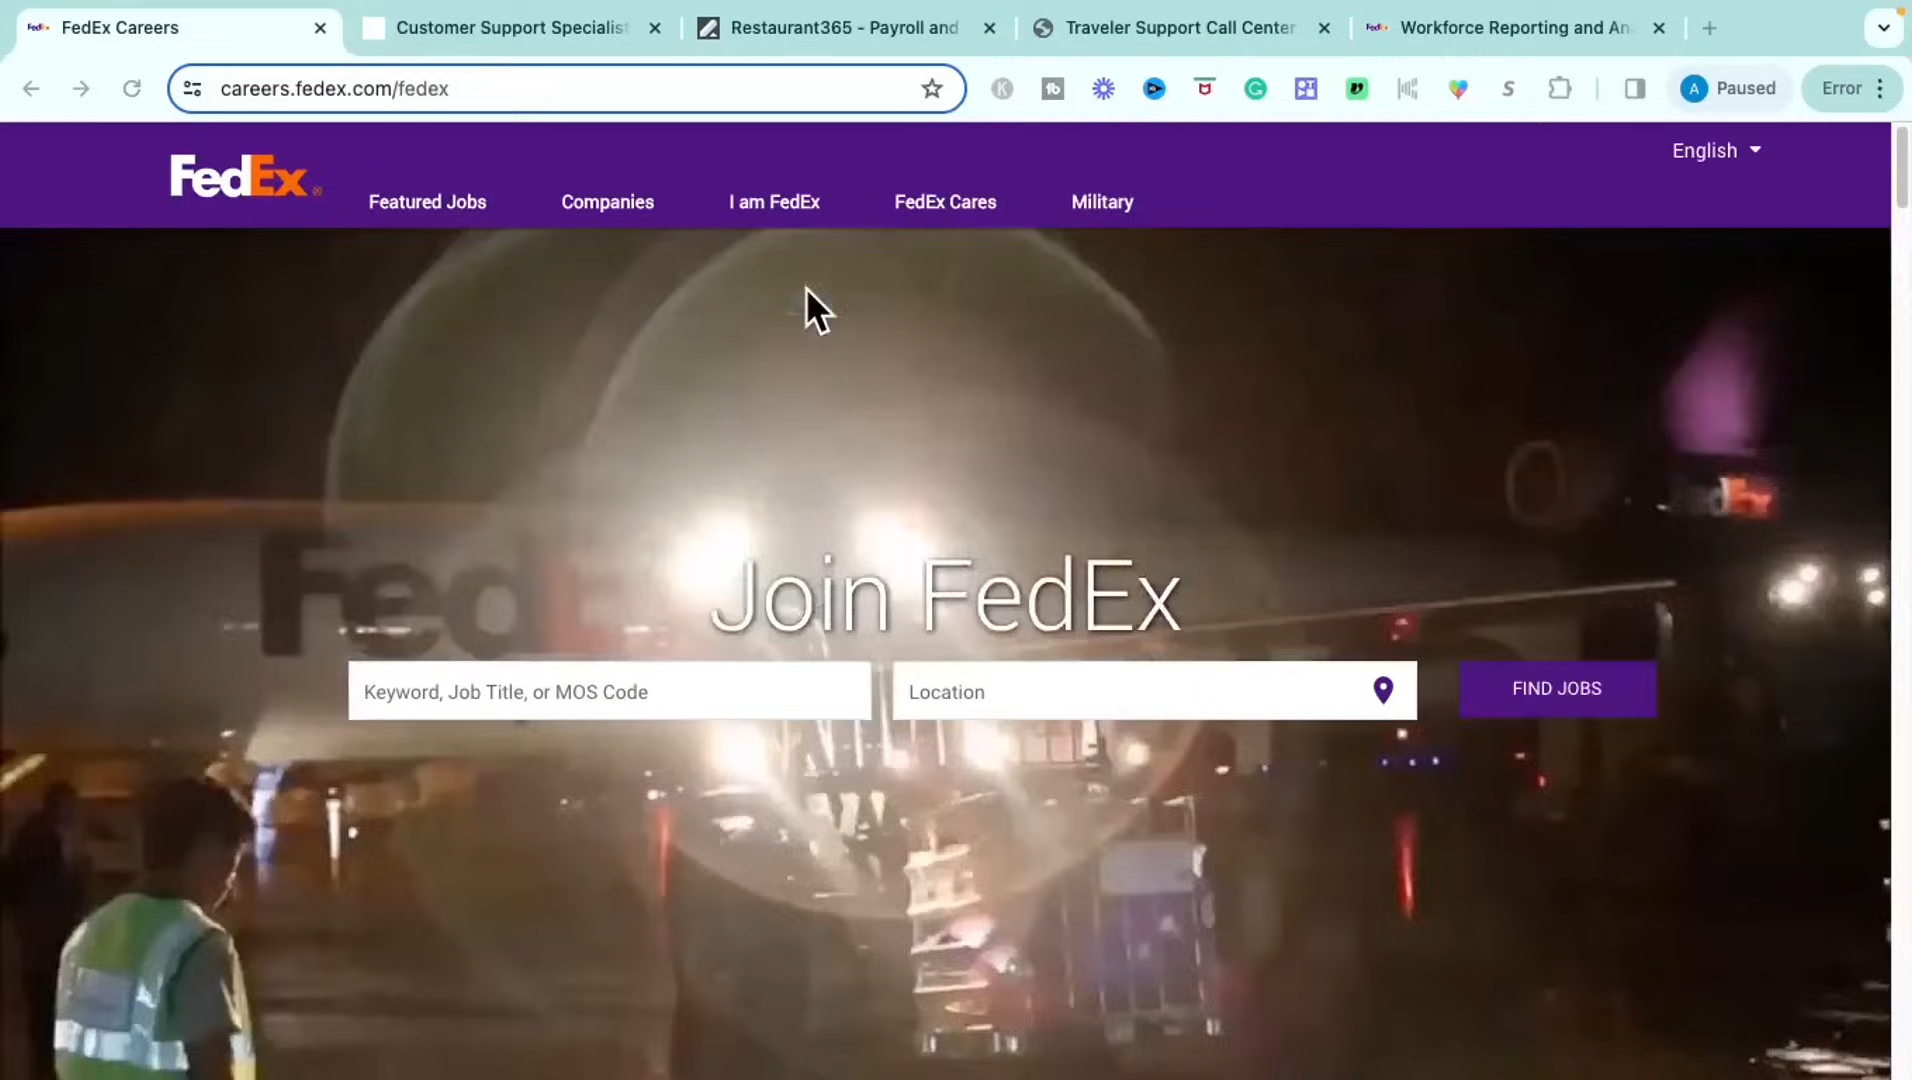 FedEx Careers
Customer Support Specialist
Restaurant365 - Payroll and
Traveler Support Call Center
Workforce Reporting and An
careers.fedex.com/fedex
A Paused
Error
FedEx
English
Featured Jobs
Companies
I am FedEx
FedEx Cares
Military
Fed
Join FedEx
Keyword, Job Title, or MOS Code
Location
FIND JOBS